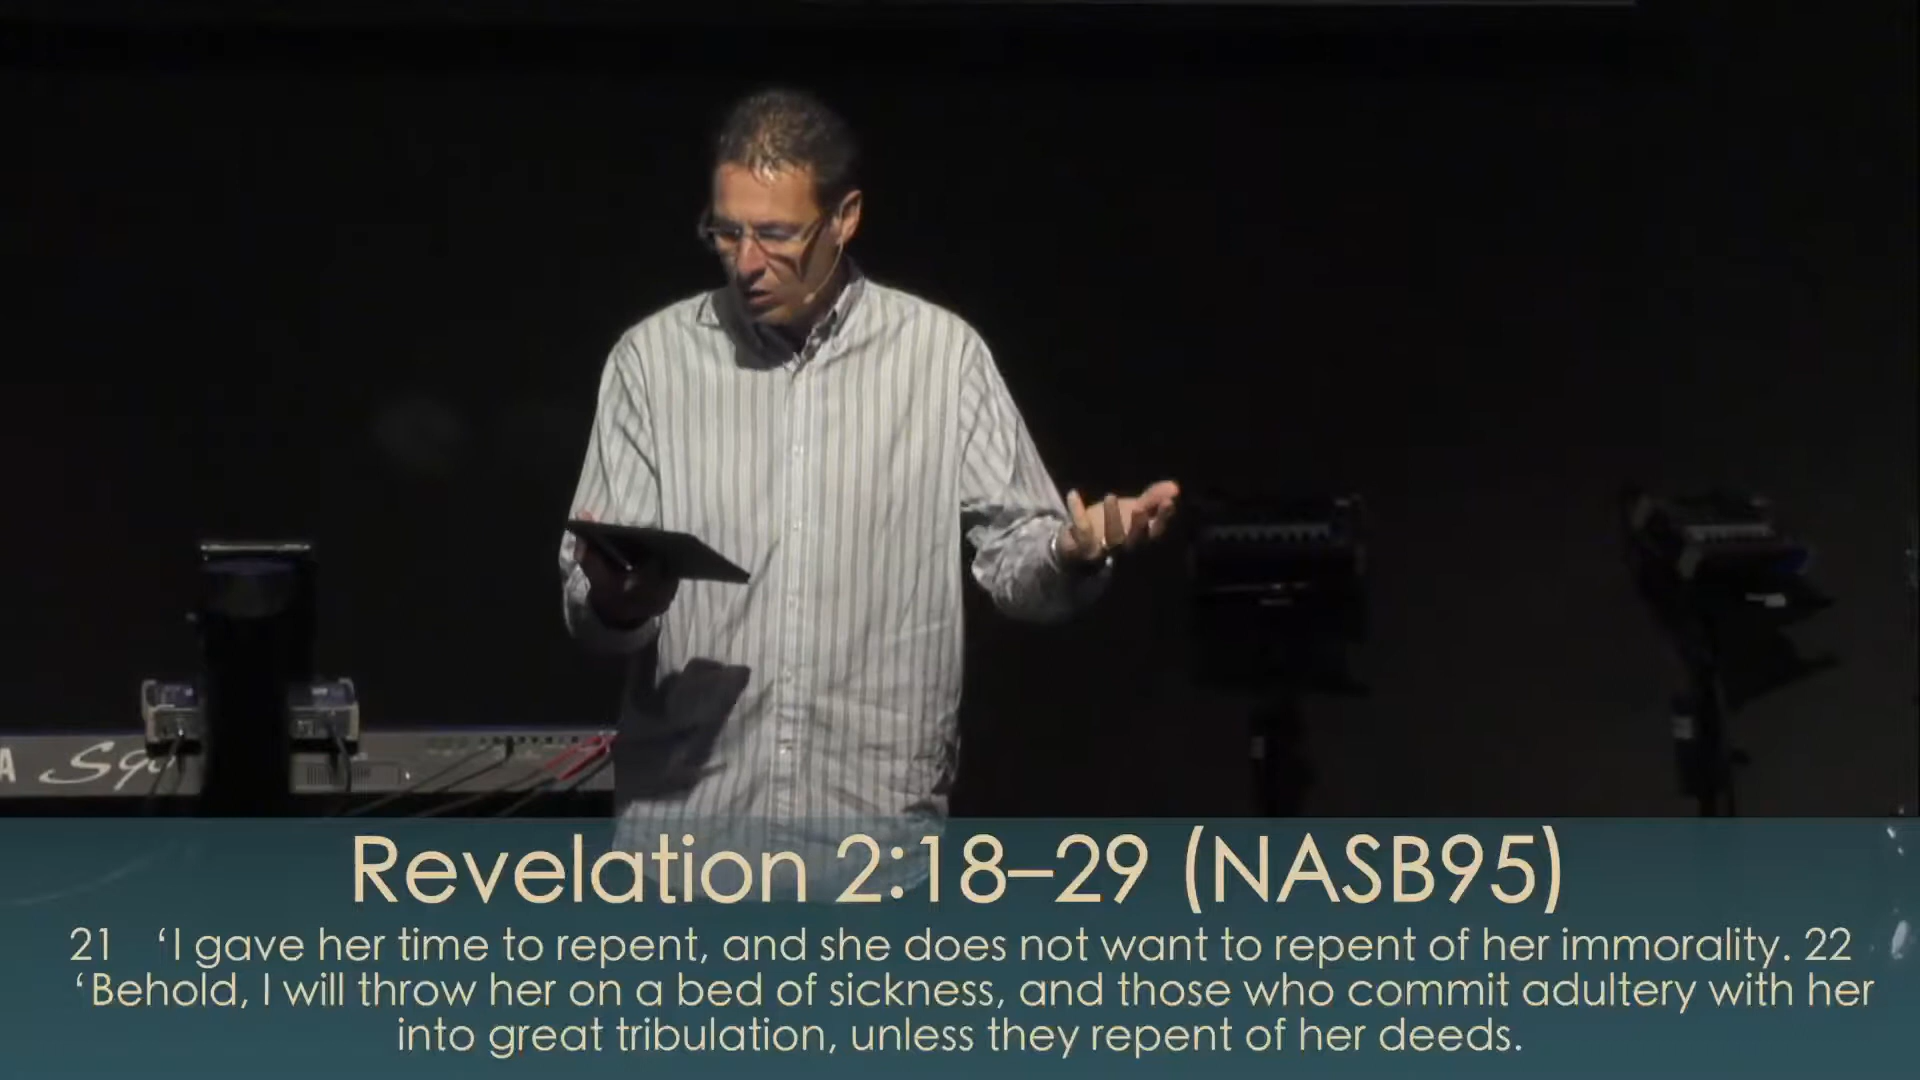 A Sq
Revelation 2:18–29 (NASB95)
21 ‘I gave her time to repent, and she does not want to repent of her immorality. 22
‘Behold, I will throw her on a bed of sickness, and those who commit adultery with her
into great tribulation, unless they repent of her deeds.